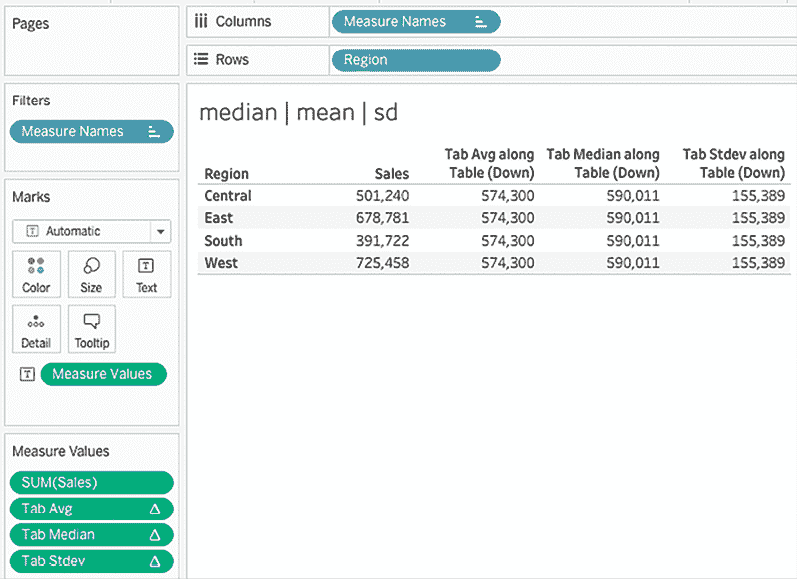 Pages
Columns
Measure Names
Rows
Region
Filters
Measure Names
Marks
Automatic
Color Size Text
Detail Tooltip
Measure Values
Measure Values
SUM(Sales)
Tab Avg
Tab Median
Tab Stdev
median | mean | sd
Tab Avg along Tab Median along Tab Stdev along
Region Sales Table (Down) Table (Down) Table (Down)
Central 501,240 574,300 590,011 155,389
East 678,781 574,300 590,011 155,389
South 391,722 574,300 590,011 155,389
West 725,458 574,300 590,011 155,389